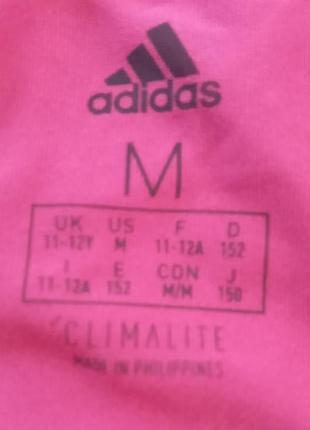 adidas
M
UK US F D
11-12Y M 11-12A 152
I E CDN J
11-12A 152 M/M 150
CLIMALITE
MADE IN PHILIPPINES